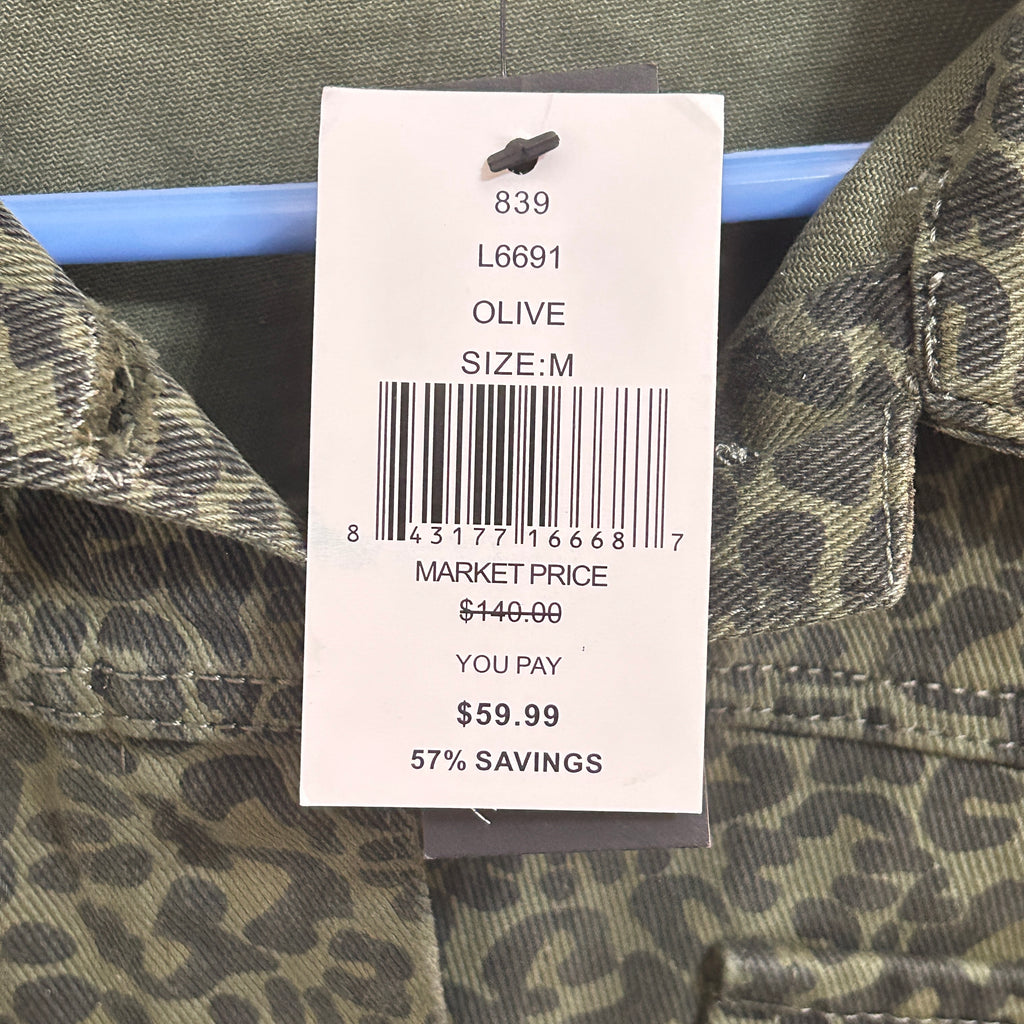 839
L6691
OLIVE
SIZE:M
8 43177 16668 7
MARKET PRICE
$140.00
YOU PAY
$59.99
57% SAVINGS